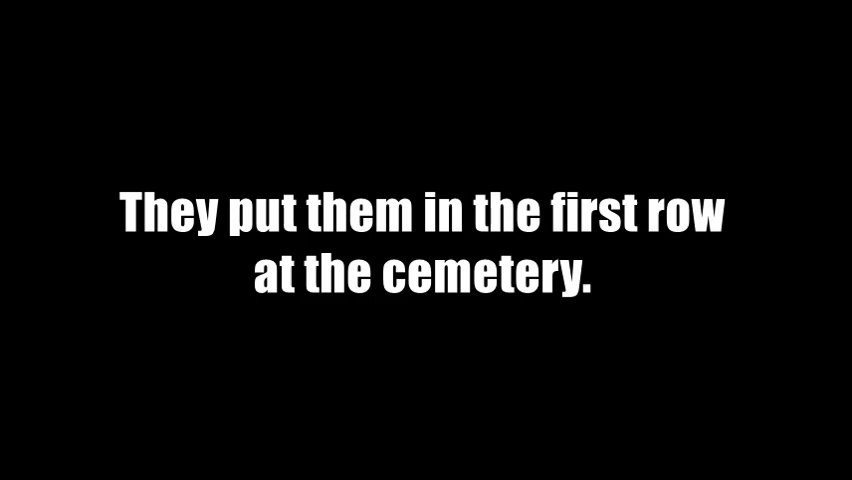 They put them in the first row
at the cemetery.